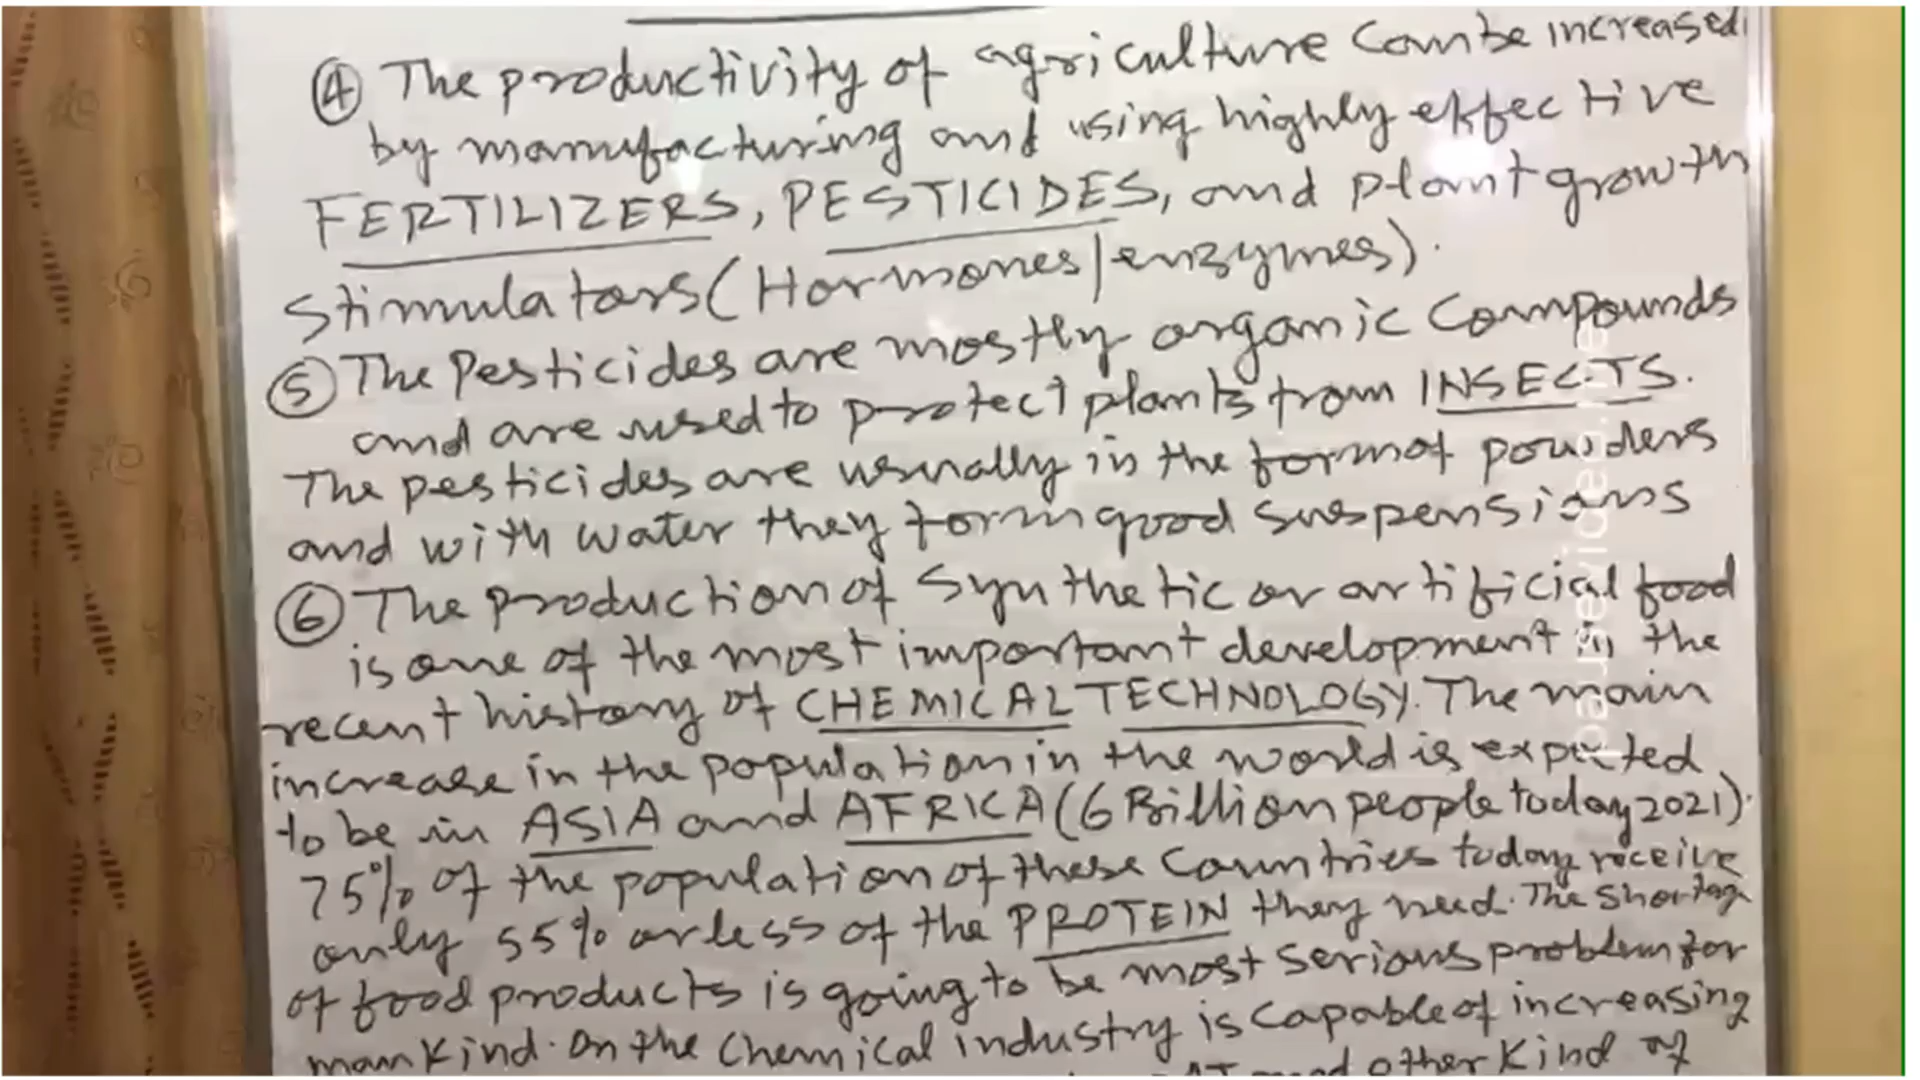 ④ The productivity of agriculture can be increased
by manufacturing and using highly effective
FERTILIZERS, PESTICIDES, and plant growth
Stimulators (Hormones/enzymes).
⑤ The Pesticides are mostly organic Compounds
and are used to protect plants from INSECTS.
The pesticides are usually in the form of powders
and with water they form good suspensions
⑥ The production of Synthetic or artificial food
is one of the most important development in the
recent history of CHEMICAL TECHNOLOGY. The main
increase in the population in the world is expected
to be in ASIA and AFRICA (6 Billion people today 2021).
75% of the population of these Countries today receive
only 55% or less of the PROTEIN they need. The Shortage
of food products is going to be most serious problem for
mankind. On the Chemical industry is Capable of increasing
and other Kind of